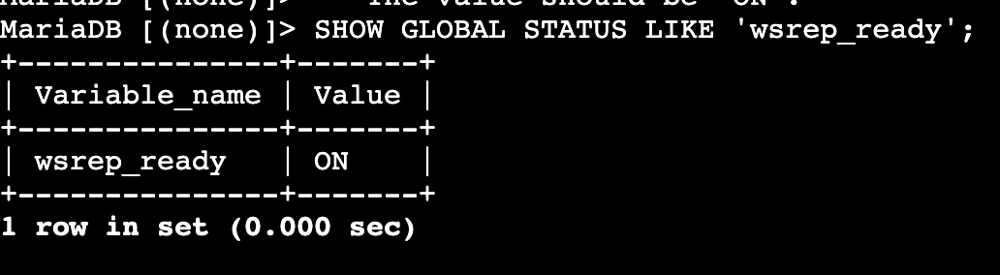 MariaDB [(none)]> The value should be 'ON'.
MariaDB [(none)]> SHOW GLOBAL STATUS LIKE 'wsrep_ready';
+---------------+-------+
| Variable_name | Value |
+---------------+-------+
| wsrep_ready   | ON    |
+---------------+-------+
1 row in set (0.000 sec)